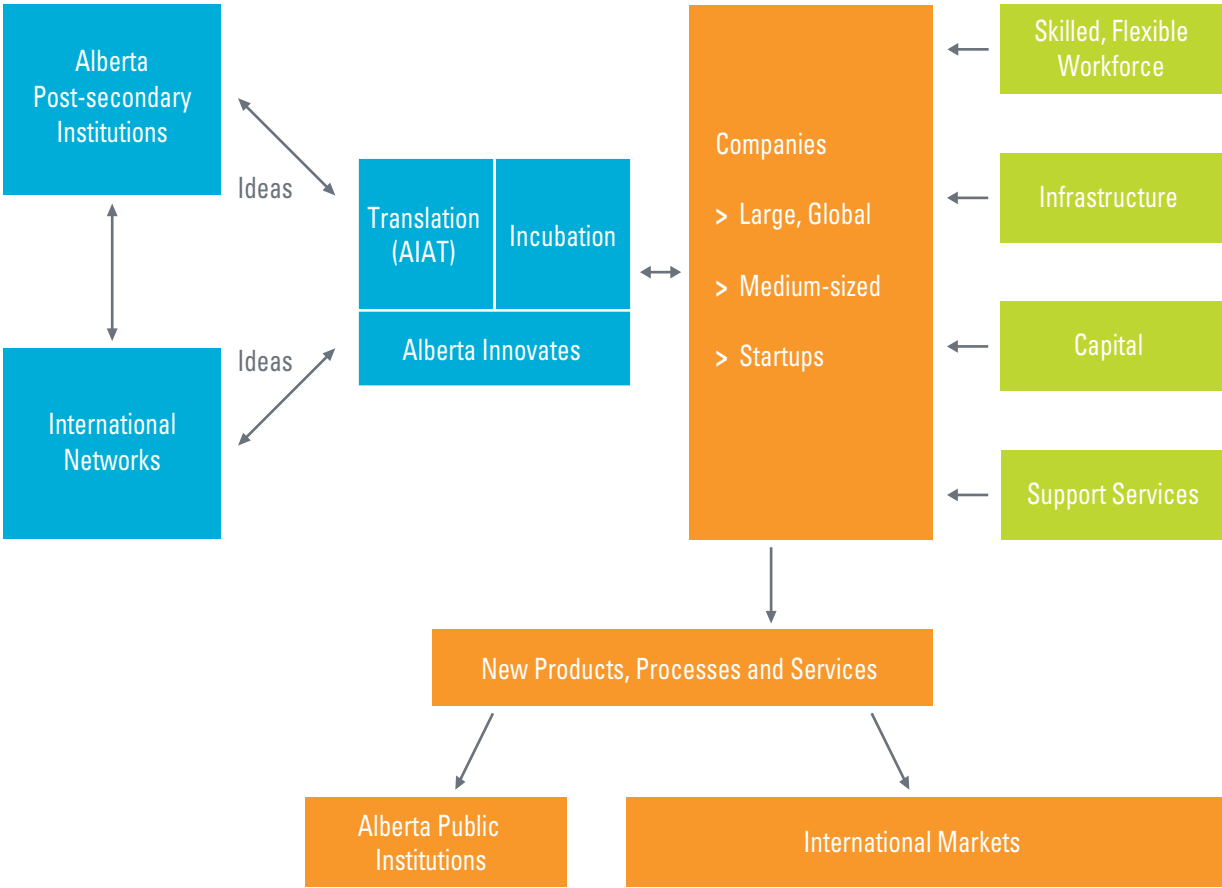 Alberta
Post-secondary
Institutions
Ideas
International
Networks
Ideas
Translation
(AIAT)
Incubation
Alberta Innovates
Companies
> Large, Global
> Medium-sized
> Startups
Skilled, Flexible
Workforce
Infrastructure
Capital
Support Services
New Products, Processes and Services
Alberta Public
Institutions
International Markets